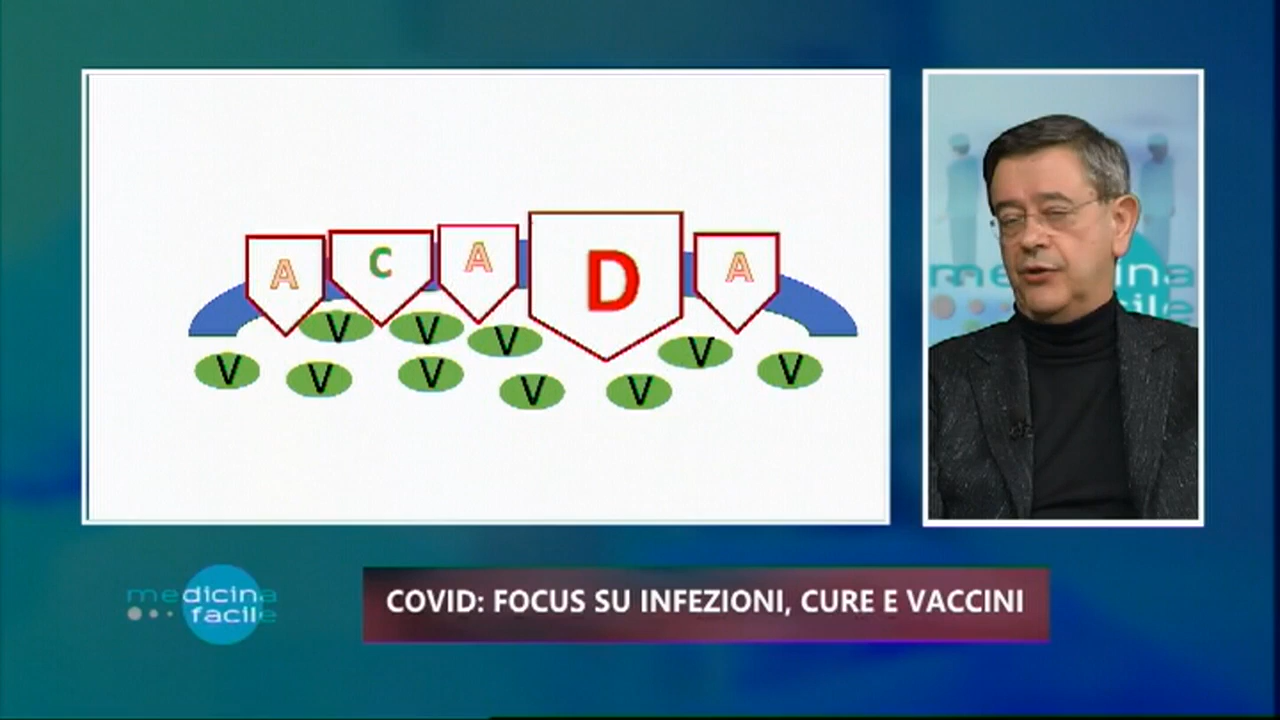 A C A D A
V V V V
V V V V V V V
medicina
facile
medicina
facile
COVID: FOCUS SU INFEZIONI, CURE E VACCINI